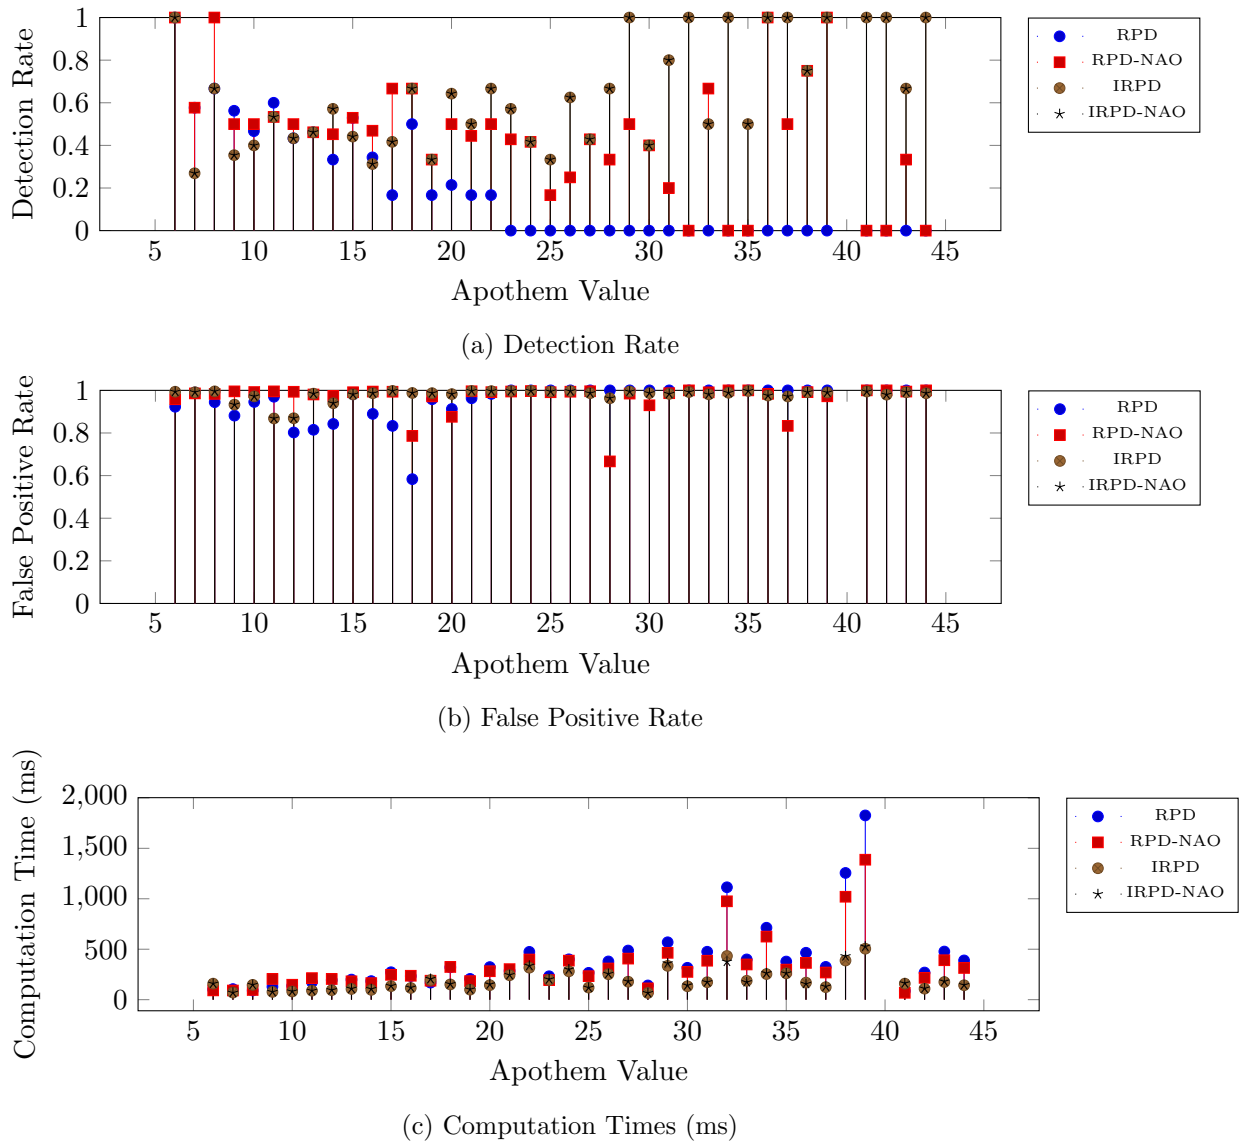 1
0.8
0.6
0.4
0.2
0
Detection Rate
5 10 15 20 25 30 35 40 45
Apothem Value
RPD
RPD-NAO
IRPD
IRPD-NAO
(a) Detection Rate
1
0.8
0.6
0.4
0.2
0
False Positive Rate
5 10 15 20 25 30 35 40 45
Apothem Value
RPD
RPD-NAO
IRPD
IRPD-NAO
(b) False Positive Rate
2,000
1,500
1,000
500
0
Computation Time (ms)
5 10 15 20 25 30 35 40 45
Apothem Value
RPD
RPD-NAO
IRPD
IRPD-NAO
(c) Computation Times (ms)